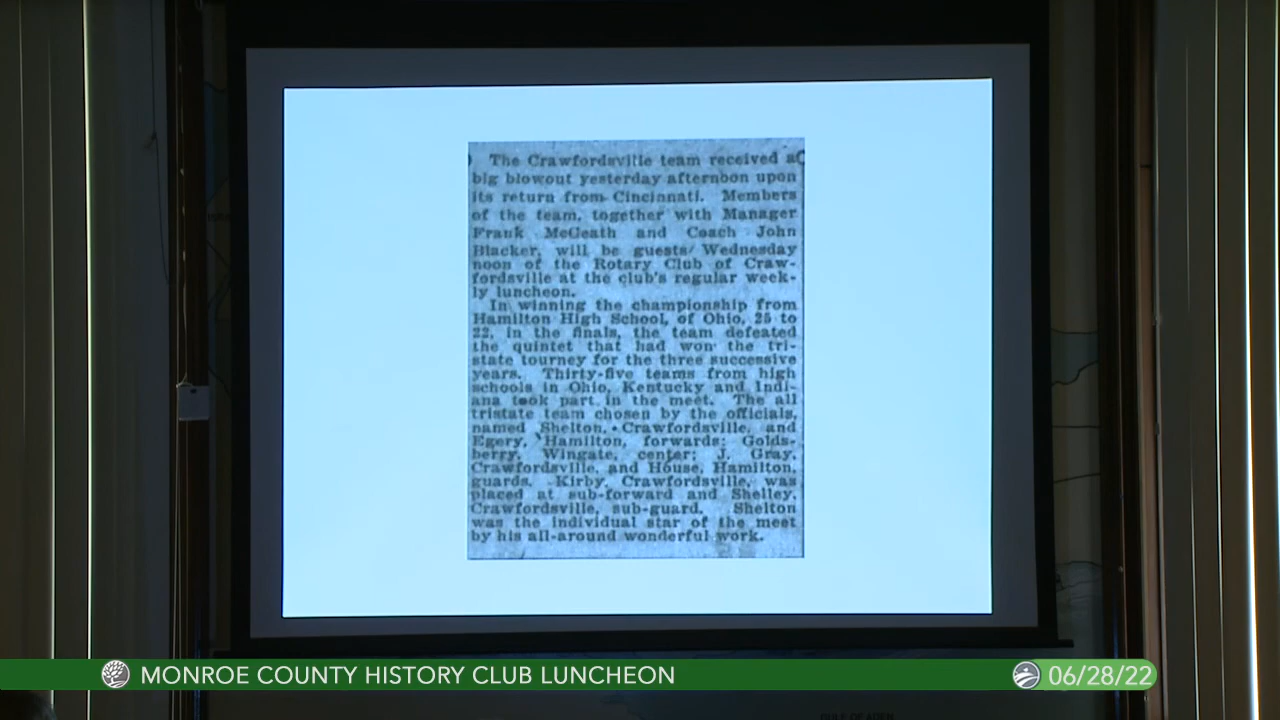 The Crawfordsville team received a
big blowout yesterday afternoon upon
its return from Cincinnati. Members
of the team, together with Manager
Frank McGeath and Coach John
Blacker, will be guests Wednesday
noon of the Rotary Club of Craw-
fordsville at the club's regular week-
ly luncheon.
In winning the championship from
Hamilton High School, of Ohio, 25 to
22, in the finals, the team defeated
the quintet that had won the tri-
state tourney for the three successive
years. Thirty-five teams from high
schools in Ohio, Kentucky and Indi-
ana took part in the meet. The all
tristate team chosen by the officials,
named Shelton, Crawfordsville, and
Egery, Hamilton, forwards; Golds-
berry, Wingate, center; J. Gray,
Crawfordsville, and House, Hamilton,
guards. Kirby, Crawfordsville, was
placed at sub-forward and Shelley,
Crawfordsville, sub-guard. Shelton
was the individual star of the meet
by his all-around wonderful work.
MONROE COUNTY HISTORY CLUB LUNCHEON
06/28/22